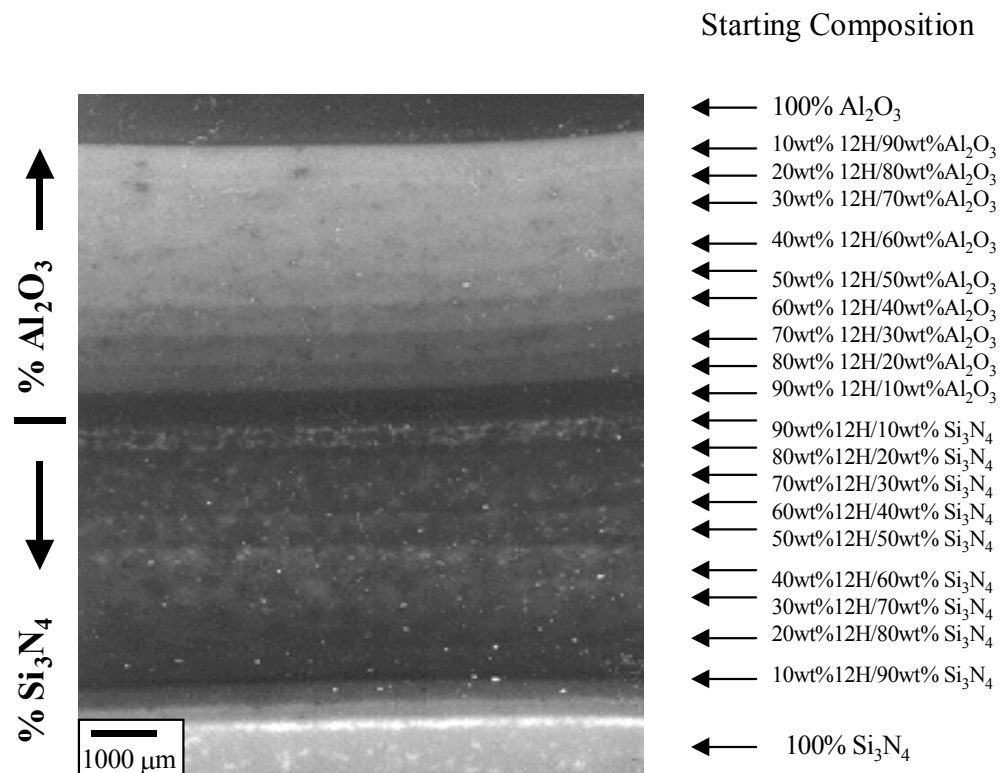 Starting Composition
100% Al₂O₃
10wt% 12H/90wt%Al₂O₃
20wt% 12H/80wt%Al₂O₃
30wt% 12H/70wt%Al₂O₃
40wt% 12H/60wt%Al₂O₃
50wt% 12H/50wt%Al₂O₃
60wt% 12H/40wt%Al₂O₃
70wt% 12H/30wt%Al₂O₃
80wt% 12H/20wt%Al₂O₃
90wt% 12H/10wt%Al₂O₃
90wt%12H/10wt% Si₃N₄
80wt%12H/20wt% Si₃N₄
70wt%12H/30wt% Si₃N₄
60wt%12H/40wt% Si₃N₄
50wt%12H/50wt% Si₃N₄
40wt%12H/60wt% Si₃N₄
30wt%12H/70wt% Si₃N₄
20wt%12H/80wt% Si₃N₄
10wt%12H/90wt% Si₃N₄
100% Si₃N₄
% Al₂O₃
% Si₃N₄
1000 μm